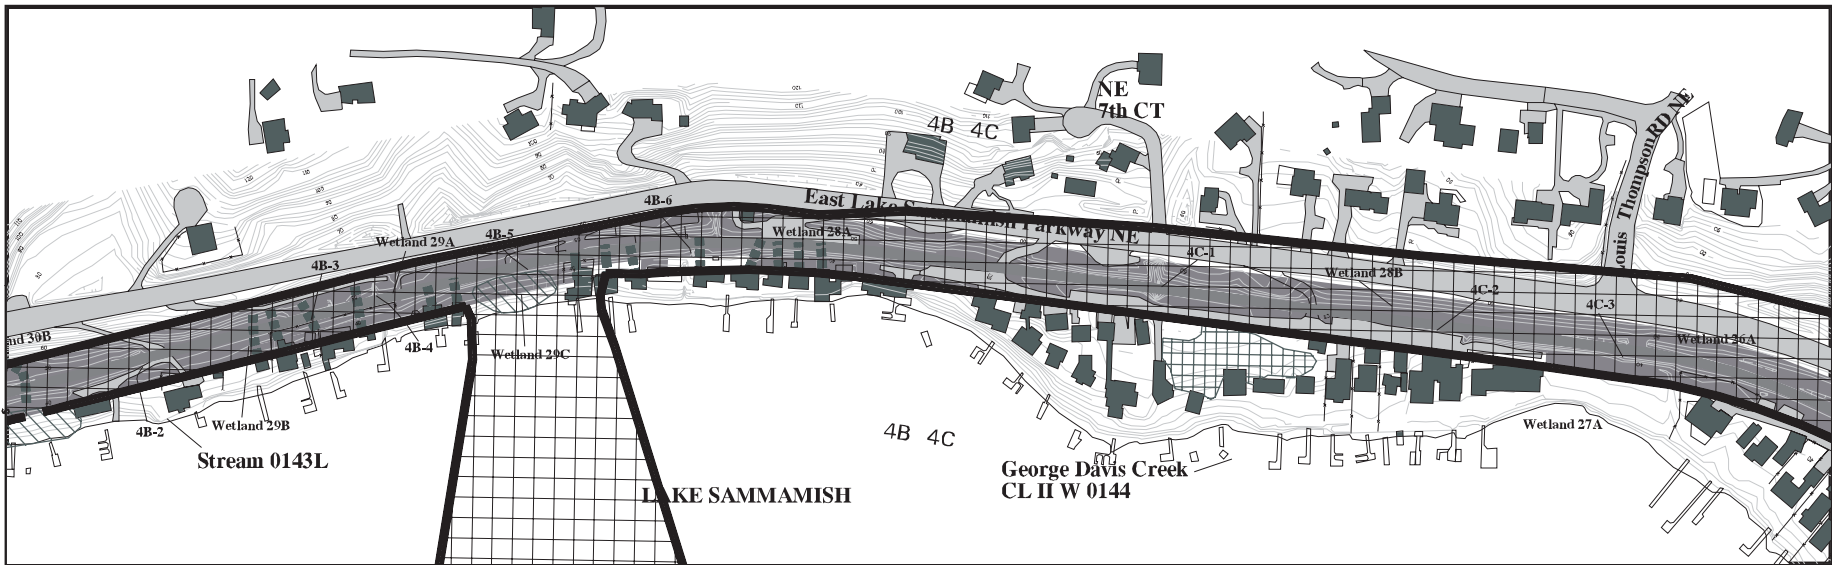 NE
7th CT
4B 4C
East Lake Sammamish Parkway NE
Louis Thompson RD NE
4B-6
Wetland 29A
4B-5
Wetland 28A
4B-3
4C-1
Wetland 28B
4C-2
4C-3
30B
Wetland 26A
4B-4
Wetland 29C
4B-2
Wetland 29B
Wetland 27A
Stream 0143L
4B 4C
George Davis Creek
CL II W 0144
LAKE SAMMAMISH